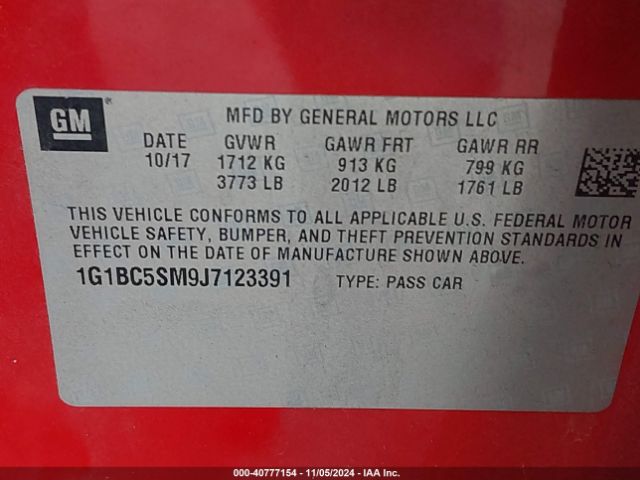 GM
MFD BY GENERAL MOTORS LLC
DATE GVWR GAWR FRT GAWR RR
10/17 1712 KG 913 KG 799 KG
3773 LB 2012 LB 1761 LB
THIS VEHICLE CONFORMS TO ALL APPLICABLE U.S. FEDERAL MOTOR
VEHICLE SAFETY, BUMPER, AND THEFT PREVENTION STANDARDS IN
EFFECT ON THE DATE OF MANUFACTURE SHOWN ABOVE.
1G1BC5SM9J7123391 TYPE: PASS CAR
000-40777154 - 11/05/2024 - IAAI.COM